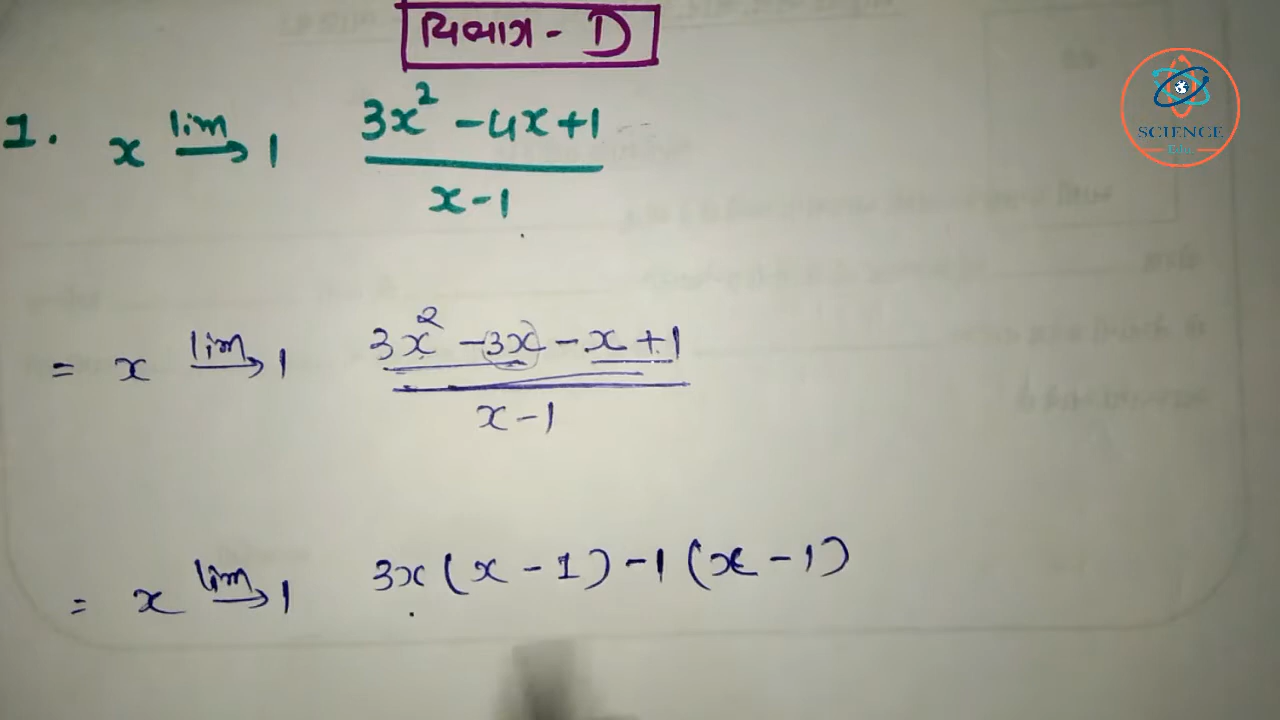 વિભાગ - D
SCIENCE
Edu.
1. lim x→1 3x² - 4x + 1
x - 1
= lim x→1 3x² - 3x - x + 1
x - 1
= lim x→1 3x(x - 1) - 1(x - 1)